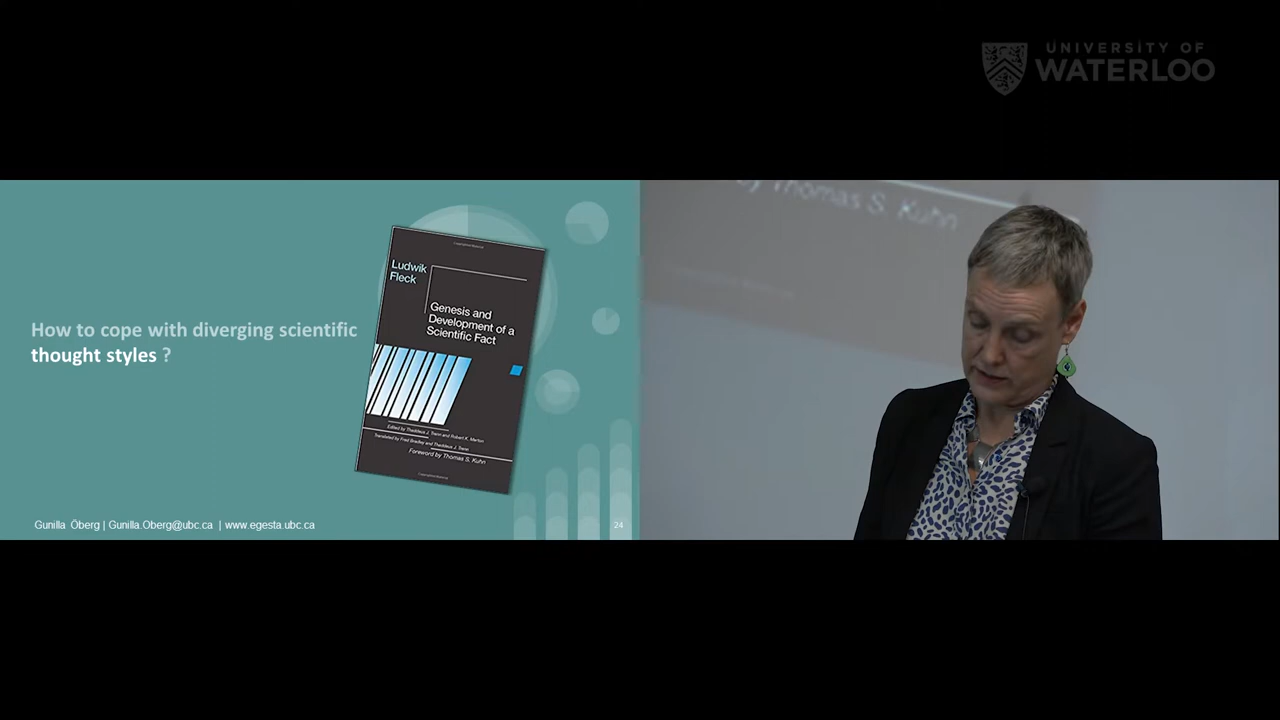 UNIVERSITY OF
WATERLOO
How to cope with diverging scientific
thought styles ?
Ludwik
Fleck
Genesis and
Development of a
Scientific Fact
Edited by Thaddeus J. Trenn and Robert K. Merton
Translated by Fred Bradley and Thaddeus J. Trenn
Foreword by Thomas S. Kuhn
Gunilla Öberg | Gunilla.Oberg@ubc.ca | www.egesta.ubc.ca
24
by Thomas S. Kuhn